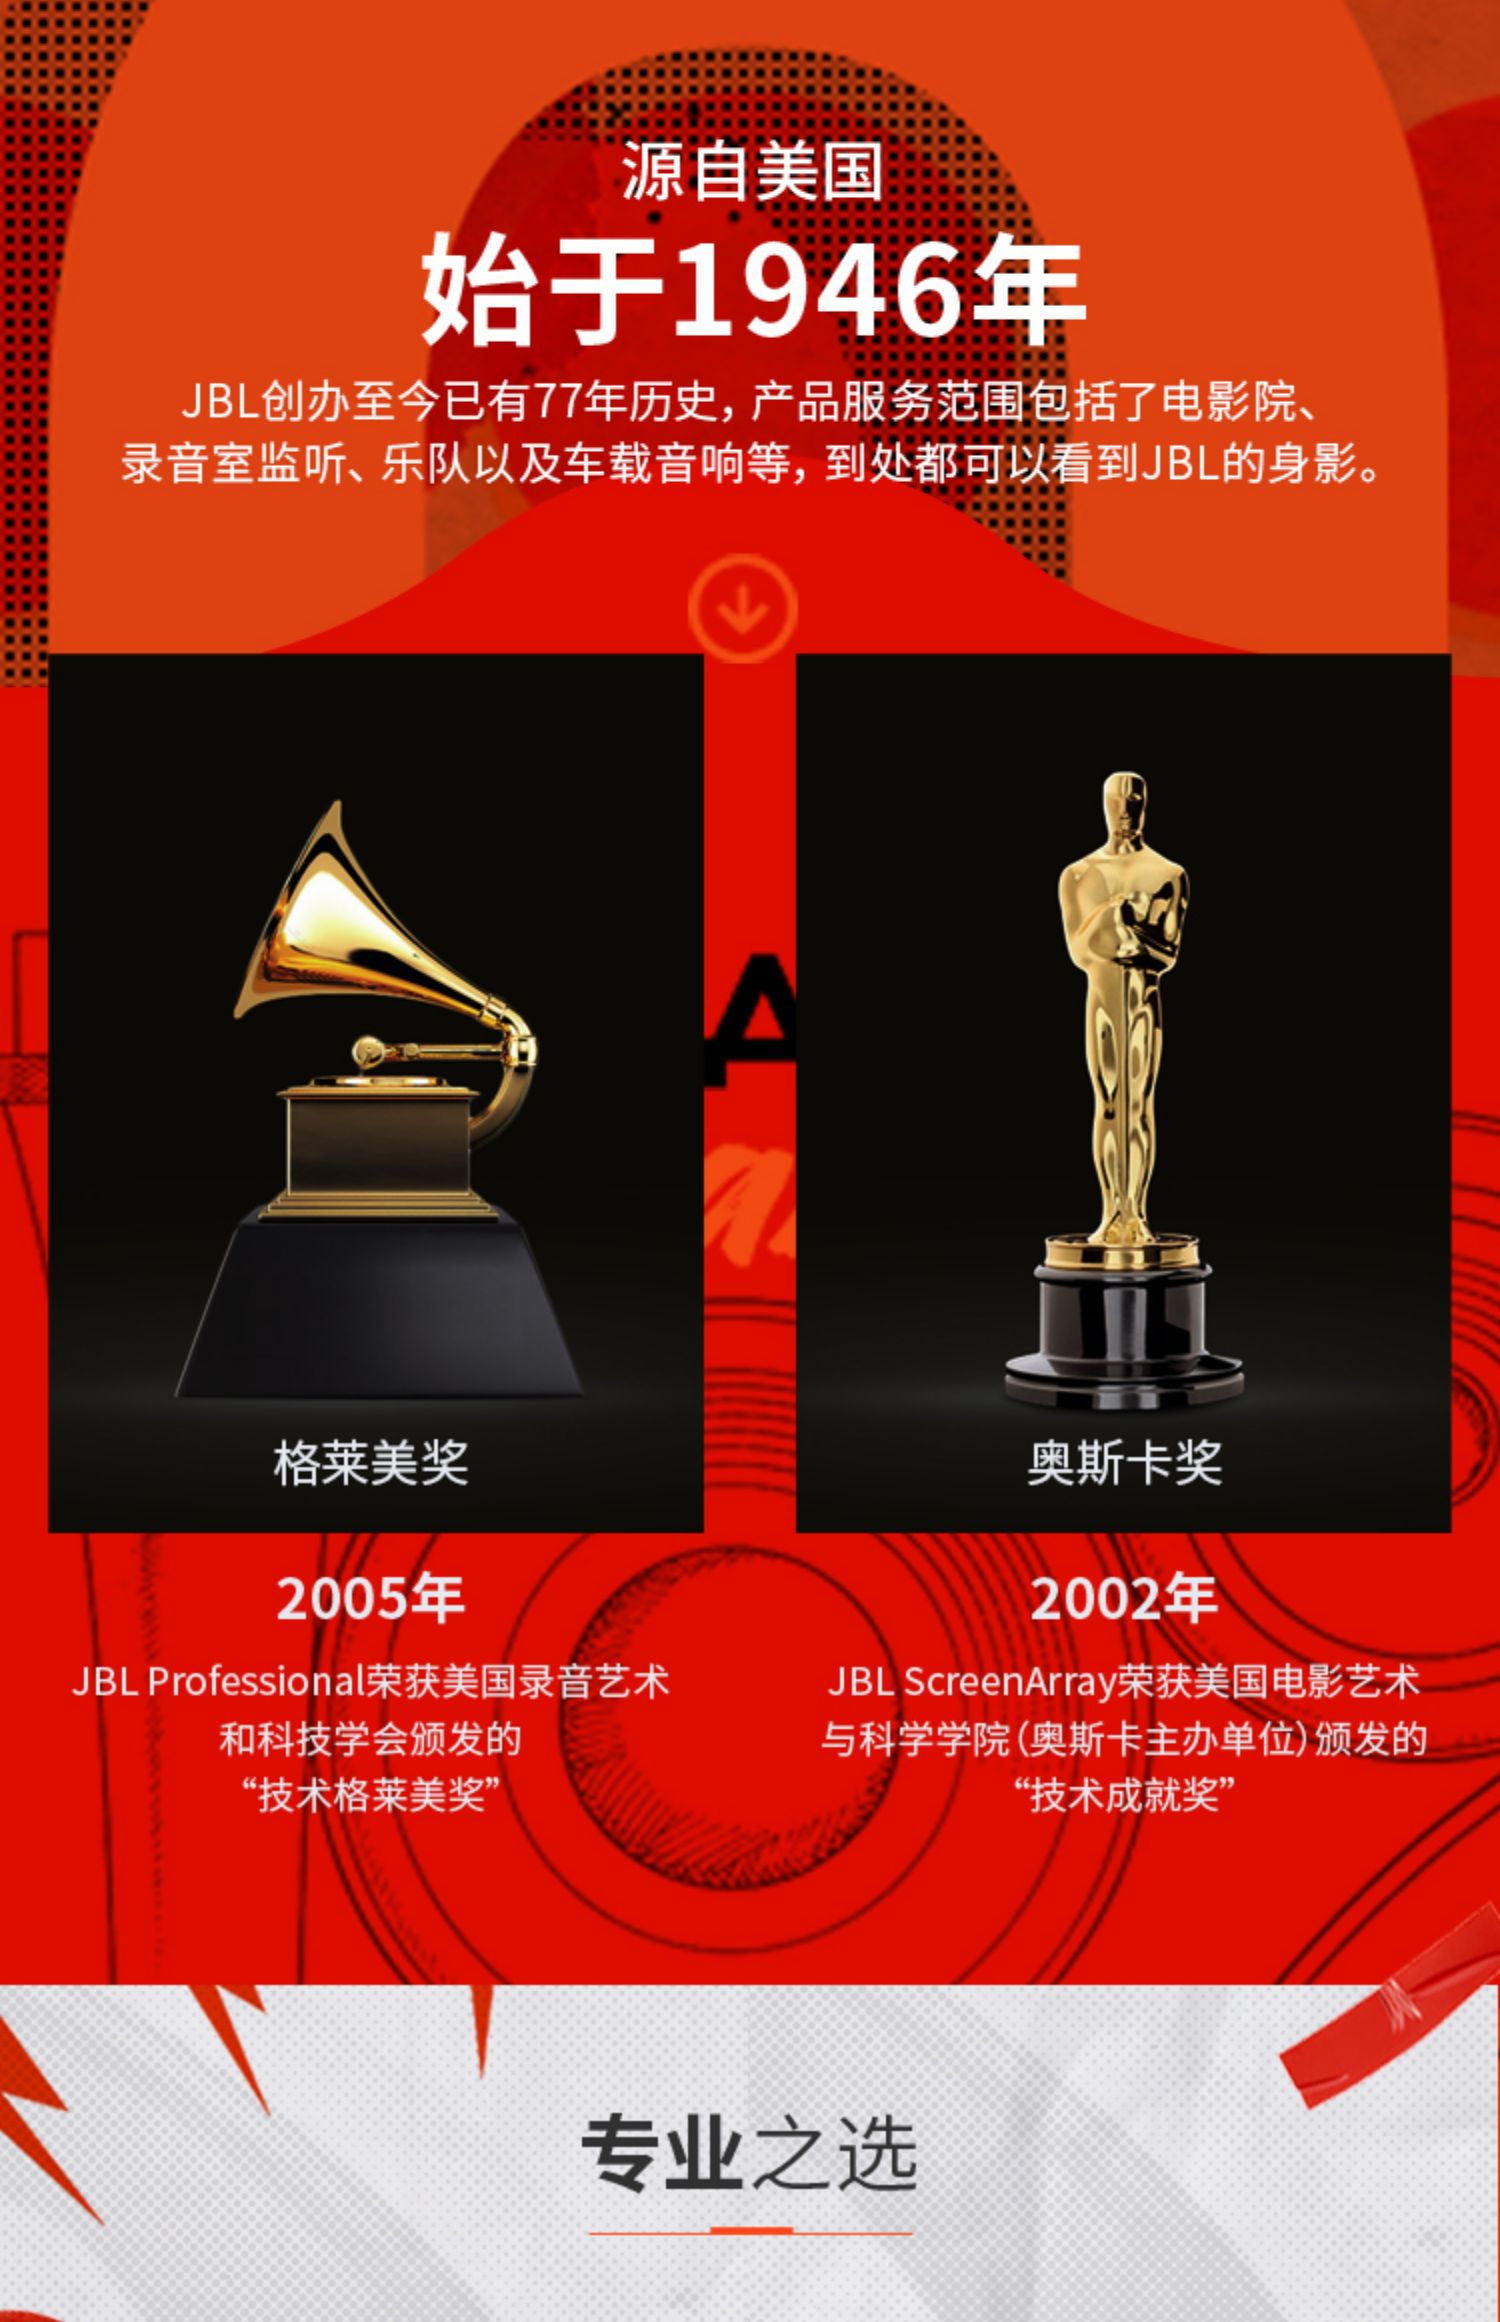 源自美国
始于1946年
JBL创办至今已有77年历史，产品服务范围包括了电影院、
录音室监听、乐队以及车载音响等，到处都可以看到JBL的身影。
格莱美奖
奥斯卡奖
2005年
JBL Professional荣获美国录音艺术
和科技学会颁发的
“技术格莱美奖”
2002年
JBL ScreenArray荣获美国电影艺术
与科学学院（奥斯卡主办单位）颁发的
“技术成就奖”
专业之选